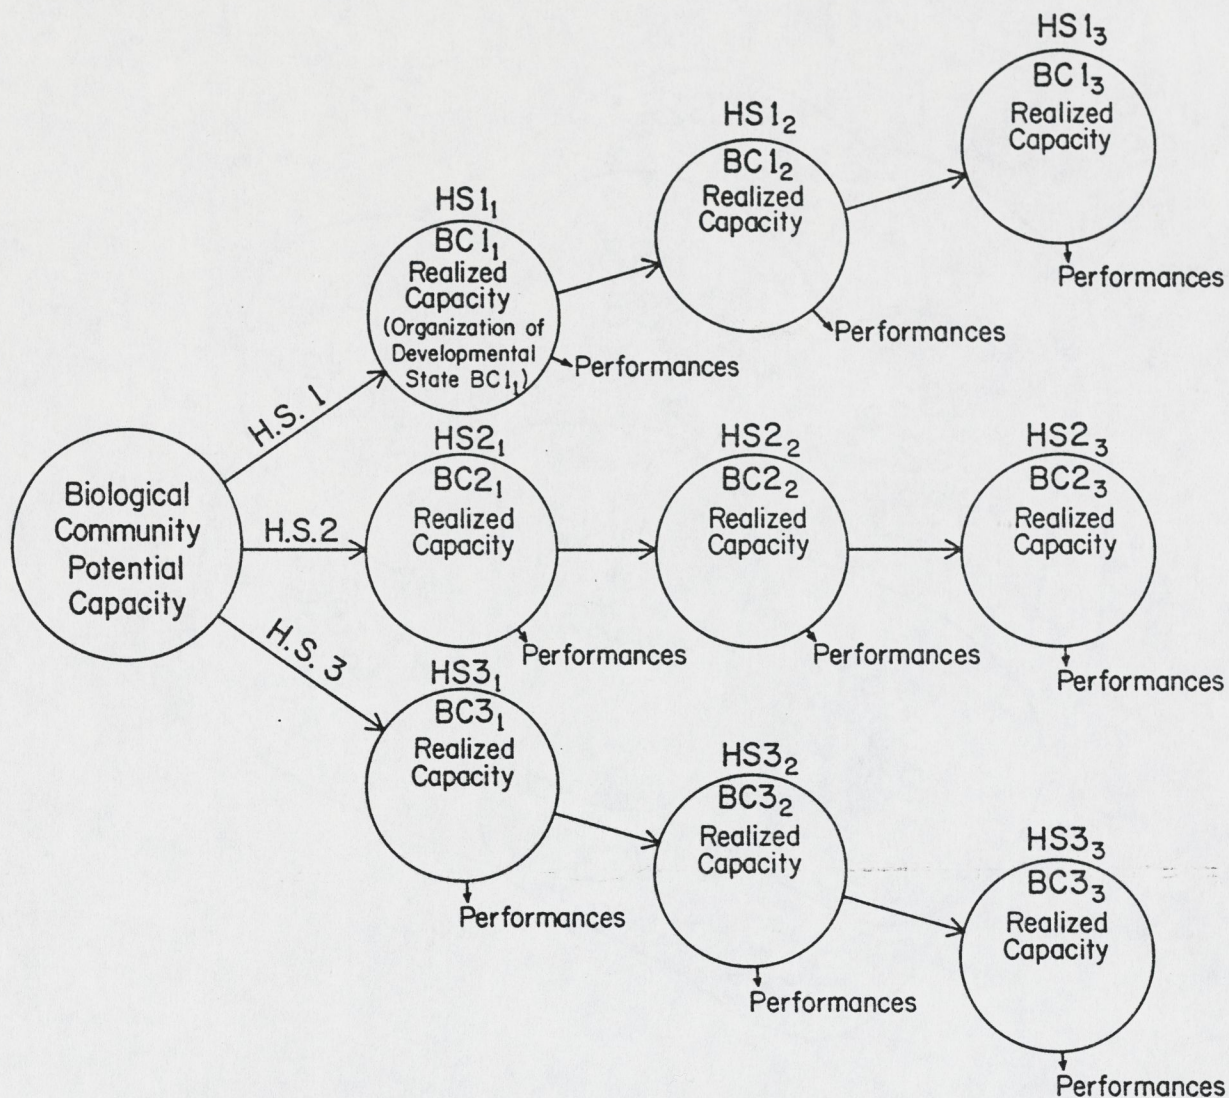 Biological
Community
Potential
Capacity
H.S. 1
HS1₁
BC1₁
Realized
Capacity
(Organization of
Developmental
State BC1₁)
Performances
HS1₂
BC1₂
Realized
Capacity
Performances
HS1₃
BC1₃
Realized
Capacity
Performances
H.S.2
HS2₁
BC2₁
Realized
Capacity
Performances
HS2₂
BC2₂
Realized
Capacity
Performances
HS2₃
BC2₃
Realized
Capacity
Performances
H.S. 3
HS3₁
BC3₁
Realized
Capacity
Performances
HS3₂
BC3₂
Realized
Capacity
Performances
HS3₃
BC3₃
Realized
Capacity
Performances